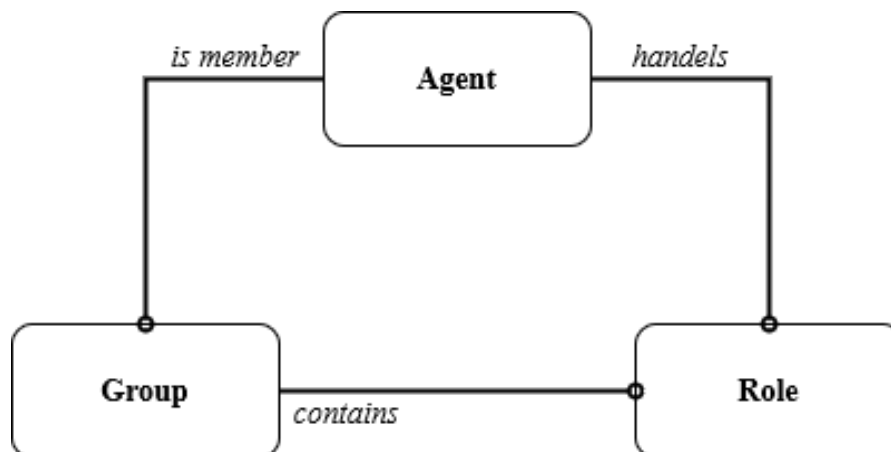 is member
Agent
handels
Group
contains
Role